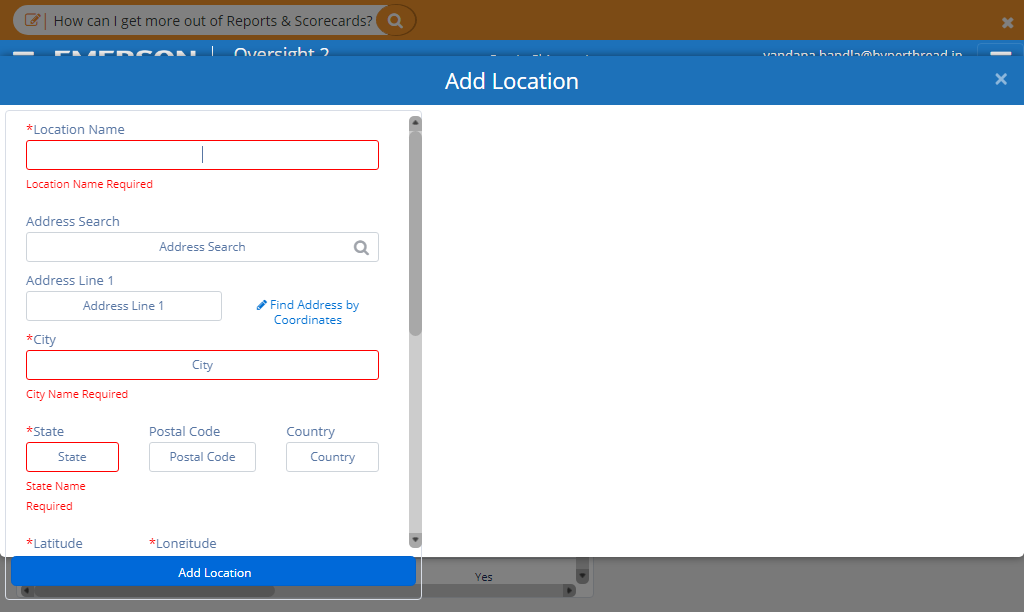 How can I get more out of Reports & Scorecards?
EMERSON Oversight 2 vandana.bandla@hyperthread.in
Add Location
*Location Name
Location Name Required
Address Search
Address Search
Address Line 1
Address Line 1
Find Address by
Coordinates
*City
City
City Name Required
*State Postal Code Country
State Postal Code Country
State Name
Required
*Latitude *Longitude
Add Location
Yes